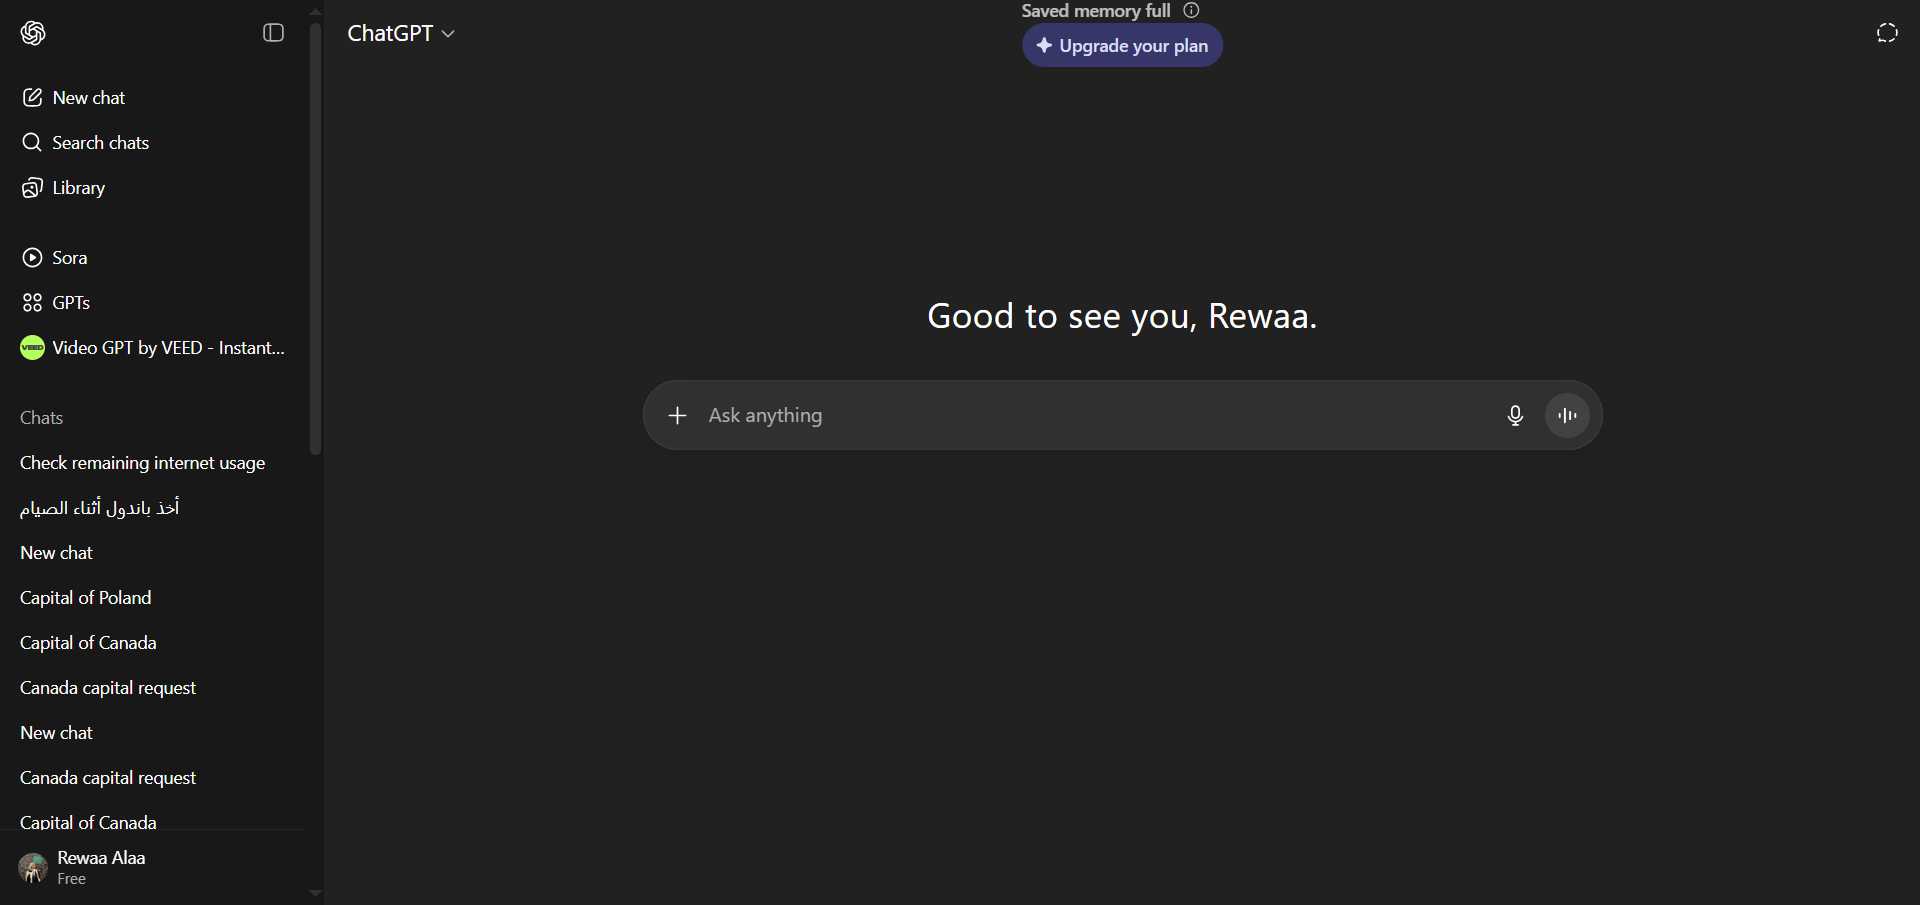 ChatGPT
Saved memory full
Upgrade your plan
New chat
Search chats
Library
Sora
GPTs
VEED
Video GPT by VEED - Instant...
Chats
Check remaining internet usage
أخذ باندول أثناء الصيام
New chat
Capital of Poland
Capital of Canada
Canada capital request
New chat
Canada capital request
Capital of Canada
Rewaa Alaa
Free
Good to see you, Rewaa.
Ask anything